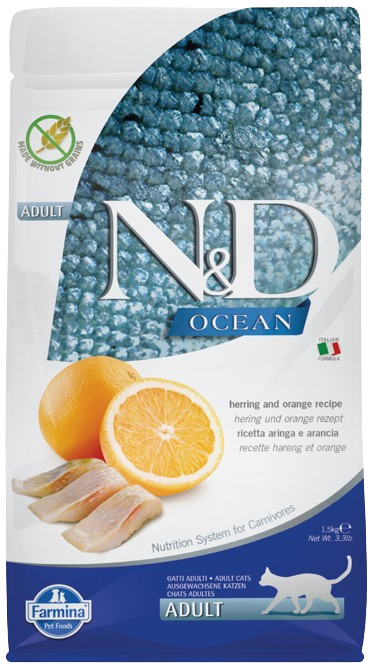 MADE WITHOUT GRAINS
ADULT
N&D
OCEAN
ITALIAN
FORMULA
herring and orange recipe
hering und orange rezept
ricetta aringa e arancia
recette hareng et orange
Nutrition System for Carnivores
1,5kg℮
Net Wt. 3.3lb
GATTI ADULTI - ADULT CATS
AUSGEWACHSENE KATZEN
CHATS ADULTES
ADULT
Farmina®
Pet Foods